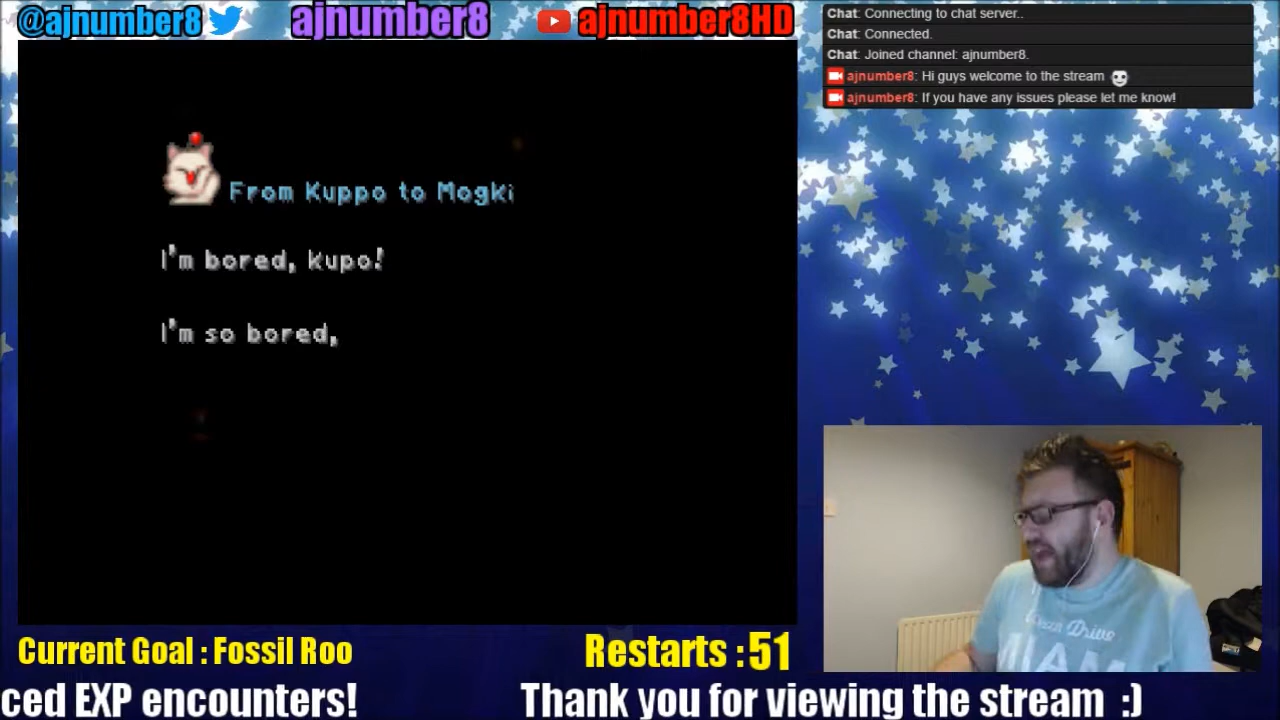 @ajnumber8
ajnumber8
ajnumber8HD
Chat: Connecting to chat server..
Chat: Connected.
Chat: Joined channel: ajnumber8.
ajnumber8: Hi guys welcome to the stream
ajnumber8: If you have any issues please let me know!
From Kuppo to Mogki
I'm bored, kupo!
I'm so bored,
Current Goal : Fossil Roo
Restarts : 51
ced EXP encounters!
Thank you for viewing the stream :)